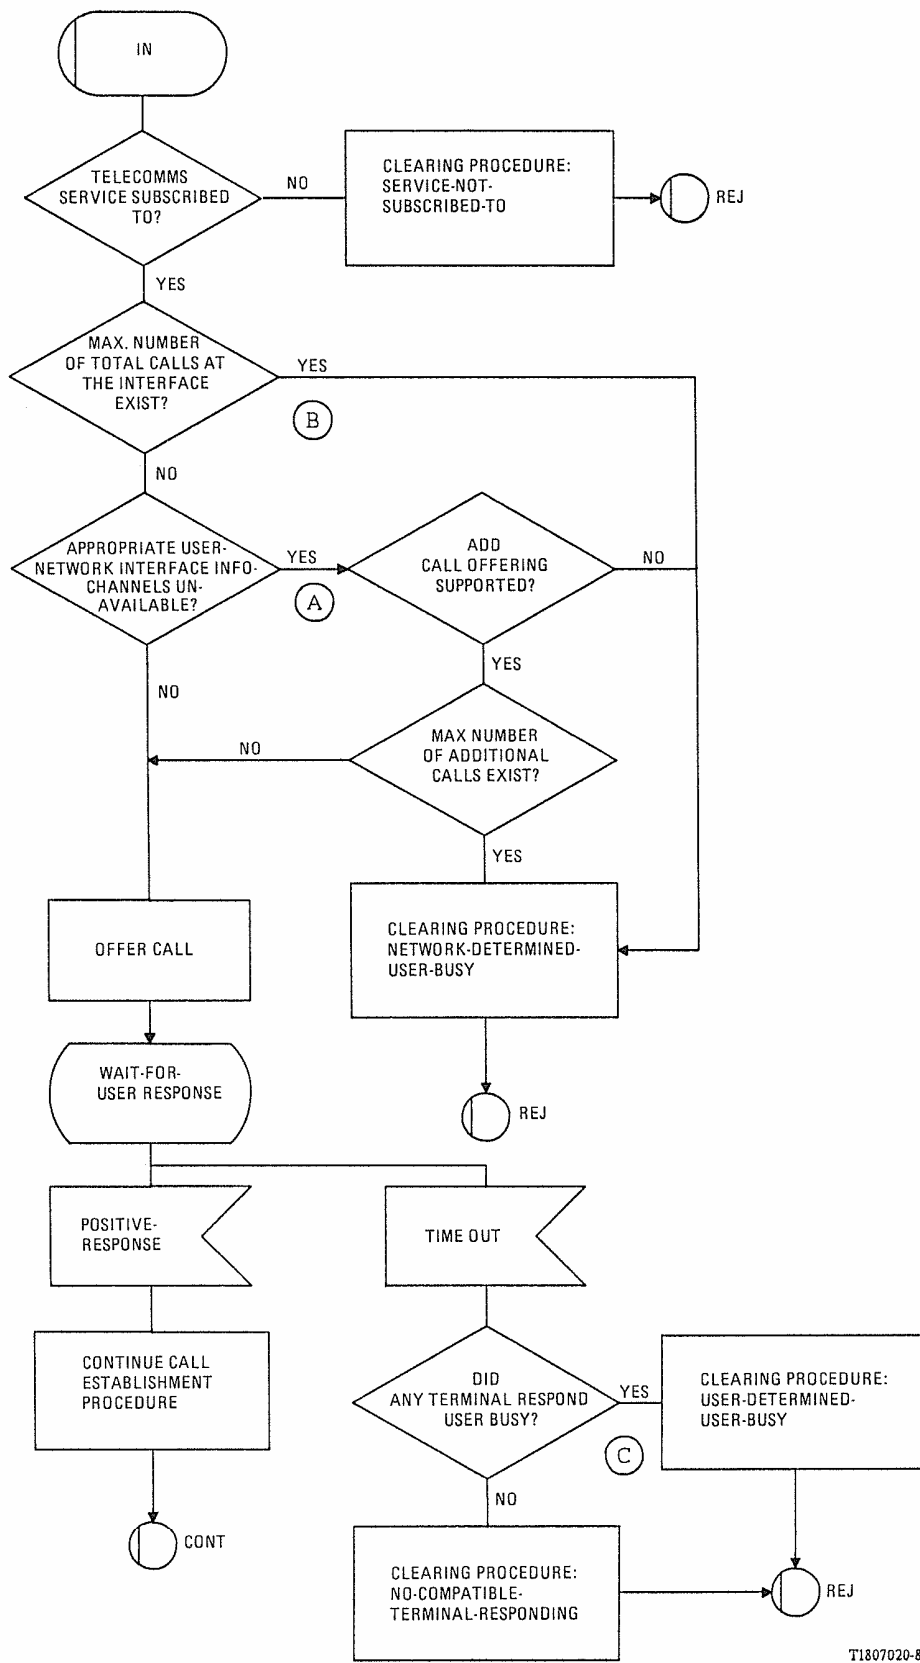 IN
TELECOMMS
SERVICE SUBSCRIBED
TO?
NO
CLEARING PROCEDURE:
SERVICE-NOT-
SUBSCRIBED-TO
REJ
YES
MAX. NUMBER
OF TOTAL CALLS AT
THE INTERFACE
EXIST?
YES
B
NO
APPROPRIATE USER-
NETWORK INTERFACE INFO-
CHANNELS UN-
AVAILABLE?
YES
A
ADD
CALL OFFERING
SUPPORTED?
NO
YES
NO
MAX NUMBER
OF ADDITIONAL
CALLS EXIST?
NO
YES
OFFER CALL
CLEARING PROCEDURE:
NETWORK-DETERMINED-
USER-BUSY
WAIT-FOR-
USER RESPONSE
REJ
POSITIVE-
RESPONSE
TIME OUT
CONTINUE CALL
ESTABLISHMENT
PROCEDURE
DID
ANY TERMINAL RESPOND
USER BUSY?
YES
C
CLEARING PROCEDURE:
USER-DETERMINED-
USER-BUSY
NO
CONT
CLEARING PROCEDURE:
NO-COMPATIBLE-
TERMINAL-RESPONDING
REJ
T1807020-8